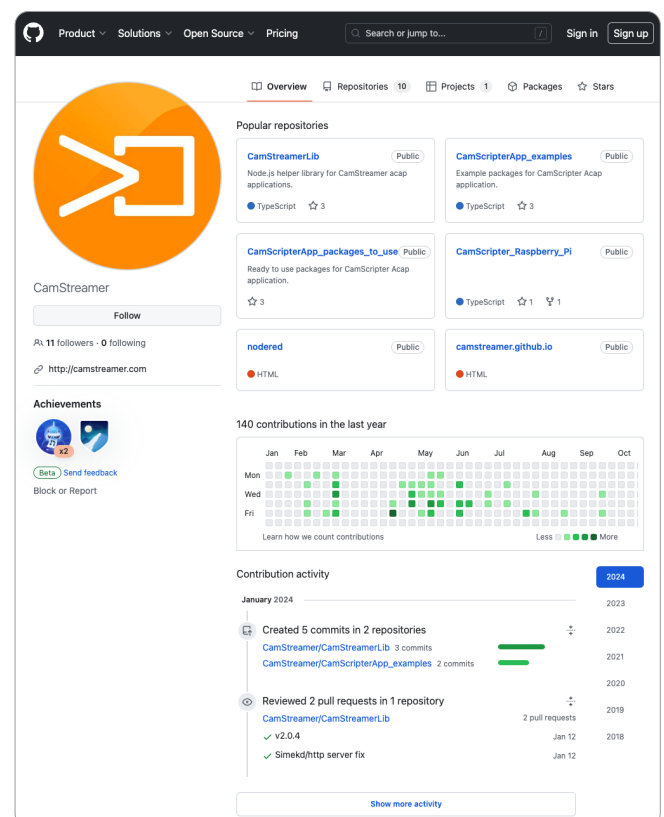 Product Solutions Open Source Pricing Search or jump to... / Sign in Sign up
Overview Repositories 10 Projects 1 Packages Stars
CamStreamer
Follow
11 followers · 0 following
http://camstreamer.com
Achievements
x2
Beta Send feedback
Block or Report
Popular repositories
CamStreamerLib Public
Node.js helper library for CamStreamer acap
applications.
TypeScript 3
CamScripterApp_examples Public
Example packages for CamScripter Acap
application.
TypeScript 3
CamScripterApp_packages_to_use Public
Ready to use packages for CamScripter Acap
application.
3
CamScripter_Raspberry_Pi Public
TypeScript 1 1
nodered Public
HTML
camstreamer.github.io Public
HTML
140 contributions in the last year
Jan Feb Mar Apr May Jun Jul Aug Sep Oct
Mon
Wed
Fri
Learn how we count contributions Less More
Contribution activity
January 2024
Created 5 commits in 2 repositories
CamStreamer/CamStreamerLib 3 commits
CamStreamer/CamScripterApp_examples 2 commits
Reviewed 2 pull requests in 1 repository
CamStreamer/CamStreamerLib 2 pull requests
v2.0.4 Jan 12
Simekd/http server fix Jan 12
Show more activity
2024
2023
2022
2021
2020
2019
2018